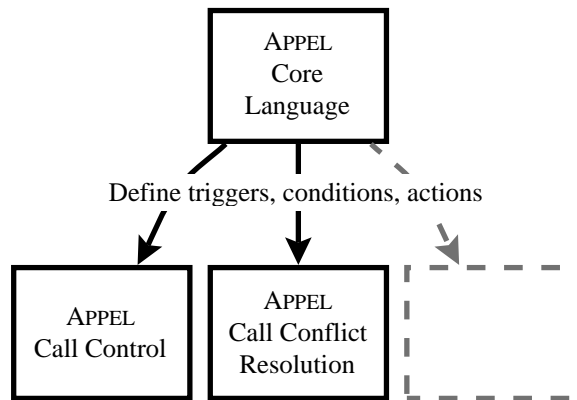 APPEL
Core
Language
Define triggers, conditions, actions
APPEL
Call Control
APPEL
Call Conflict
Resolution